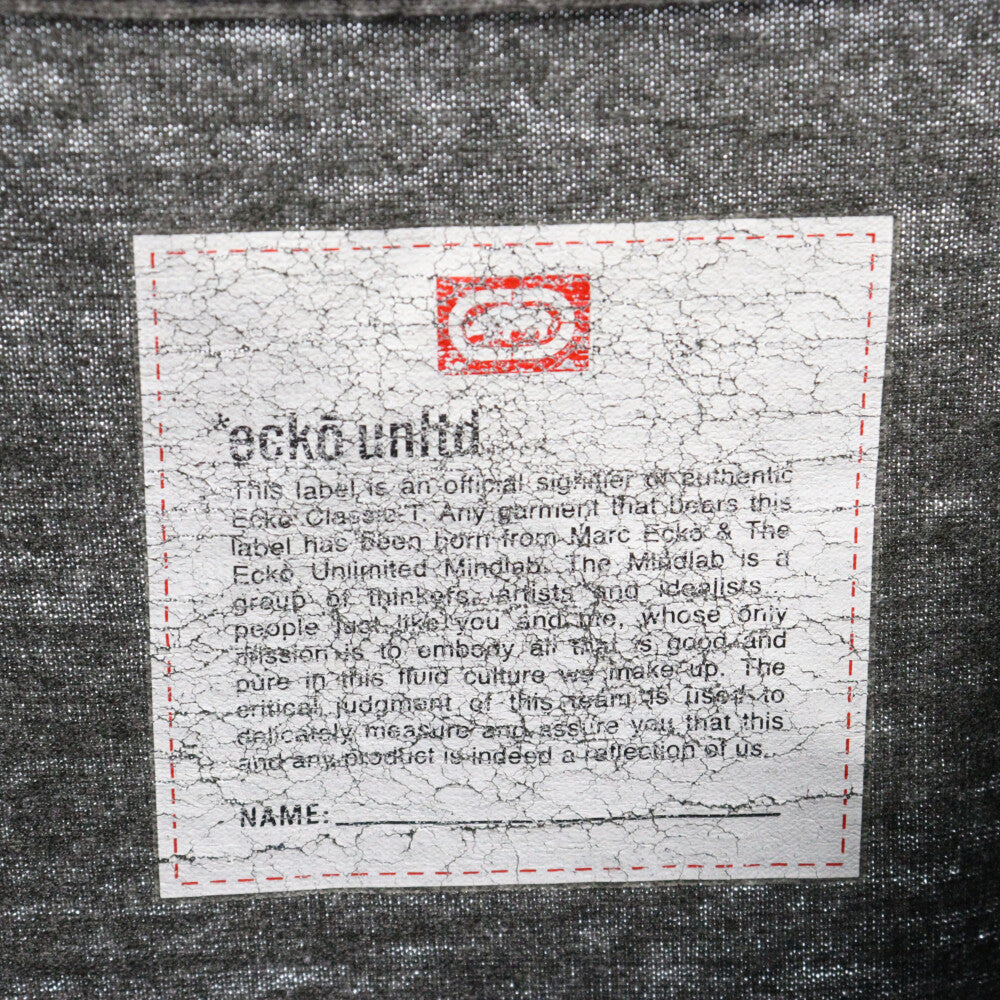 *ecko unltd.
This label is an official signifier of authentic
Ecko Classic T. Any garment that bears this
label has been born from Marc Ecko & The
Ecko Unlimited Mindlab. The Mindlab is a
group of thinkers, artists and idealists...
people just like you and me, whose only
mission is to embody all that is good and
pure in this fluid culture we make up. The
critical judgment of this team is used to
delicately measure and assure you that this
and any product is indeed a reflection of us.
NAME: